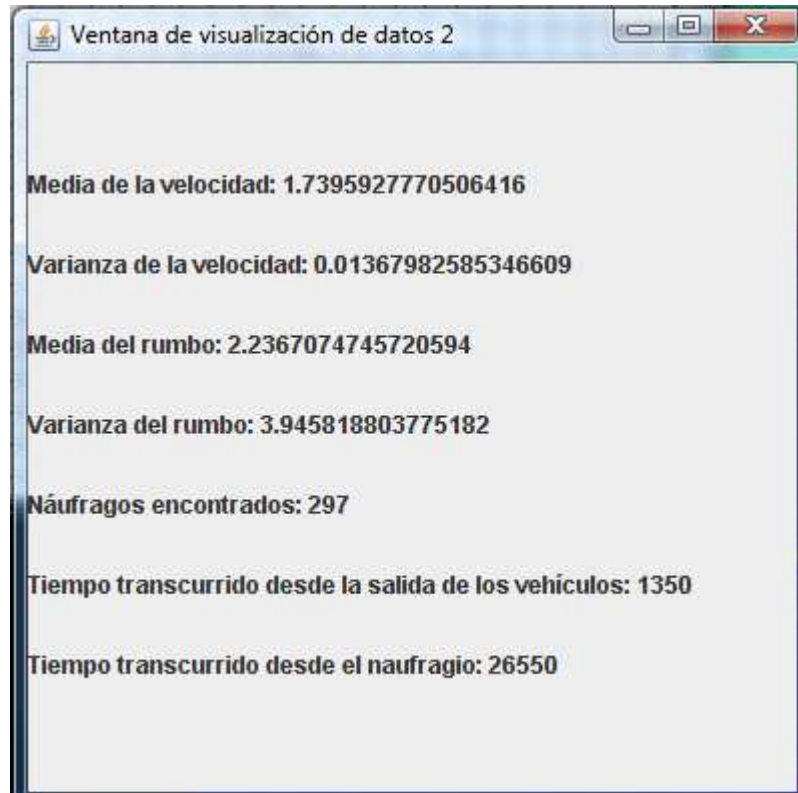 Ventana de visualización de datos 2
Media de la velocidad: 1.7395927770506416
Varianza de la velocidad: 0.01367982585346609
Media del rumbo: 2.2367074745720594
Varianza del rumbo: 3.945818803775182
Náufragos encontrados: 297
Tiempo transcurrido desde la salida de los vehículos: 1350
Tiempo transcurrido desde el naufragio: 26550